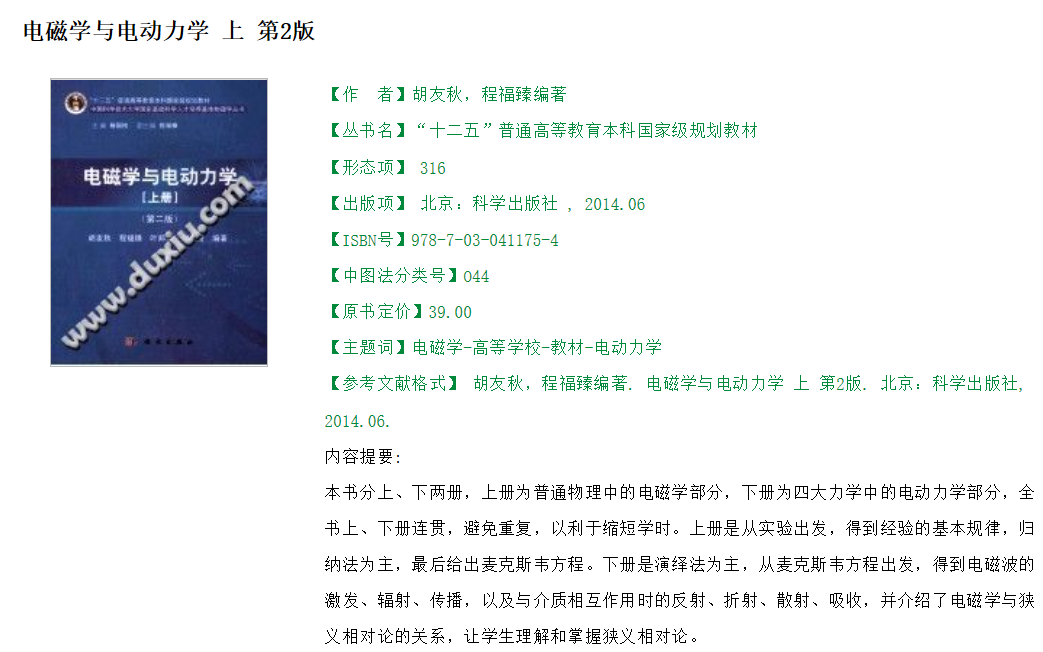 电磁学与电动力学 上 第2版
"十二五"普通高等教育本科国家级规划教材
电磁学与电动力学
[上册]
(第二版)
www.duxiu.com
【作 者】胡友秋，程福臻编著
【丛书名】“十二五”普通高等教育本科国家级规划教材
【形态项】 316
【出版项】 北京：科学出版社 , 2014.06
【ISBN号】978-7-03-041175-4
【中图法分类号】O44
【原书定价】39.00
【主题词】电磁学-高等学校-教材-电动力学
【参考文献格式】 胡友秋，程福臻编著. 电磁学与电动力学 上 第2版. 北京：科学出版社,
2014.06.
内容提要:
本书分上、下两册，上册为普通物理中的电磁学部分，下册为四大力学中的电动力学部分，全
书上、下册连贯，避免重复，以利于缩短学时。上册是从实验出发，得到经验的基本规律，归
纳法为主，最后给出麦克斯韦方程。下册是演绎法为主，从麦克斯韦方程出发，得到电磁波的
激发、辐射、传播，以及与介质相互作用时的反射、折射、散射、吸收，并介绍了电磁学与狭
义相对论的关系，让学生理解和掌握狭义相对论。